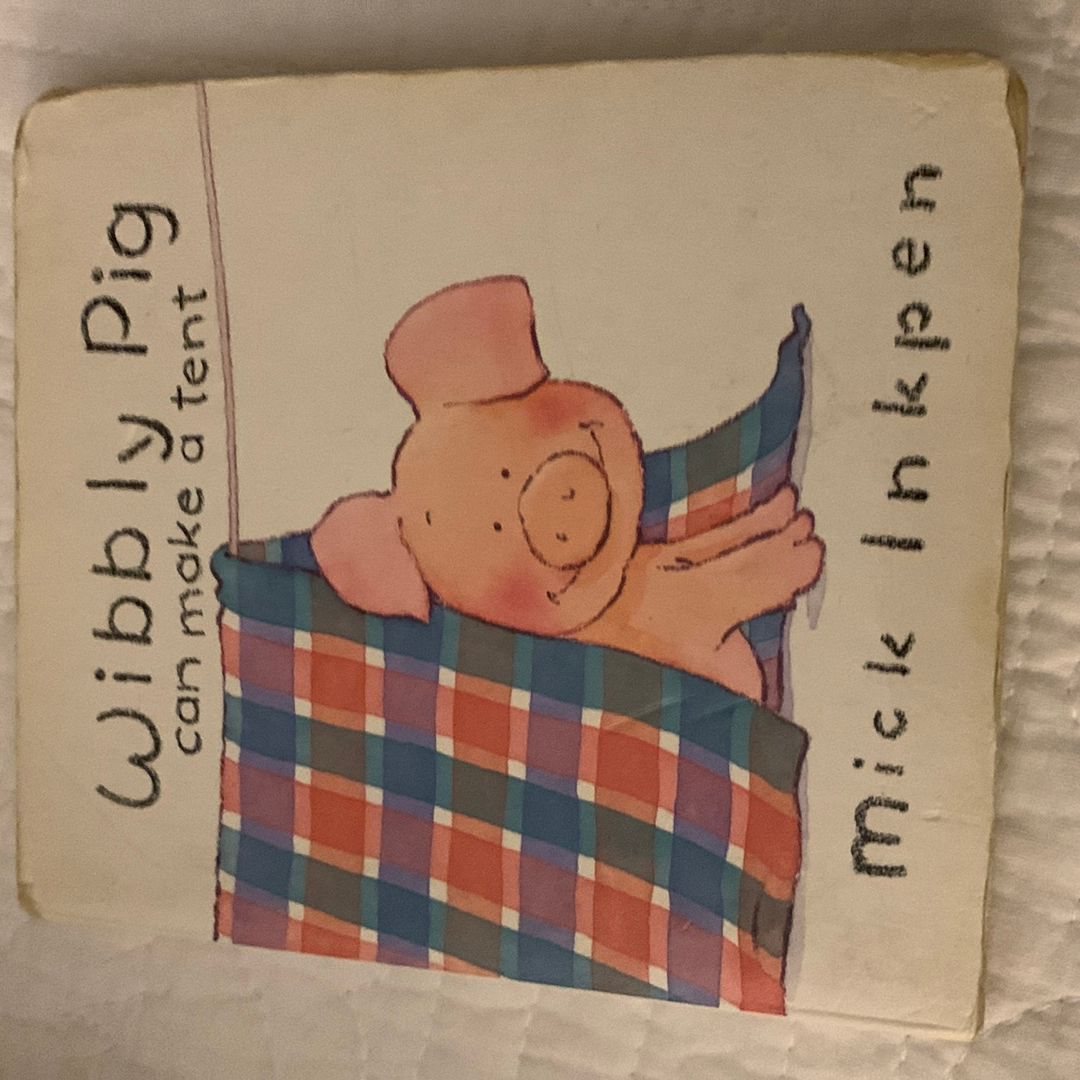 Wibbly Pig
can make a tent
Mick Inkpen